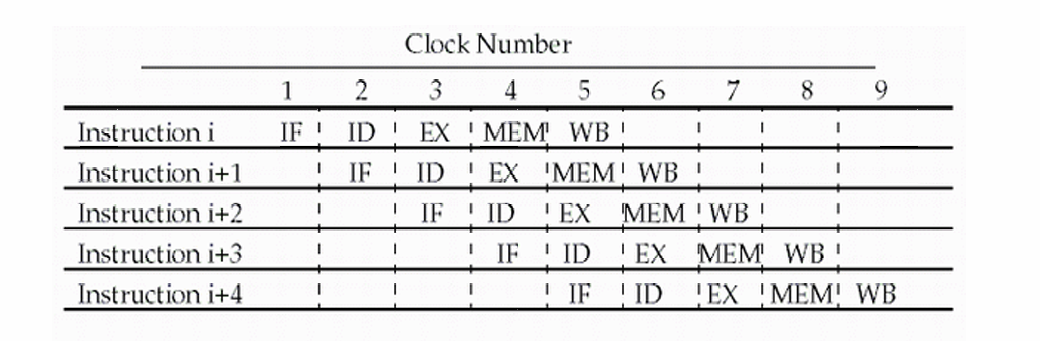 Clock Number
1 2 3 4 5 6 7 8 9
Instruction i IF ID EX MEM WB
Instruction i+1 IF ID EX MEM WB
Instruction i+2 IF ID EX MEM WB
Instruction i+3 IF ID EX MEM WB
Instruction i+4 IF ID EX MEM WB